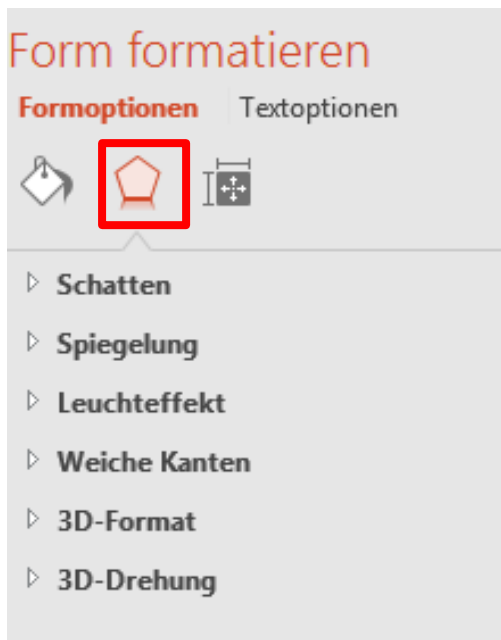 Form formatieren
Formoptionen Textoptionen
Schatten
Spiegelung
Leuchteffekt
Weiche Kanten
3D-Format
3D-Drehung